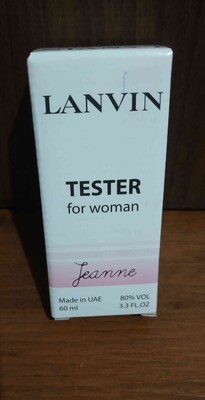 LANVIN
TESTER
for woman
Jeanne
Made in UAE 80% VOL
60 ml 3.3 FL.OZ